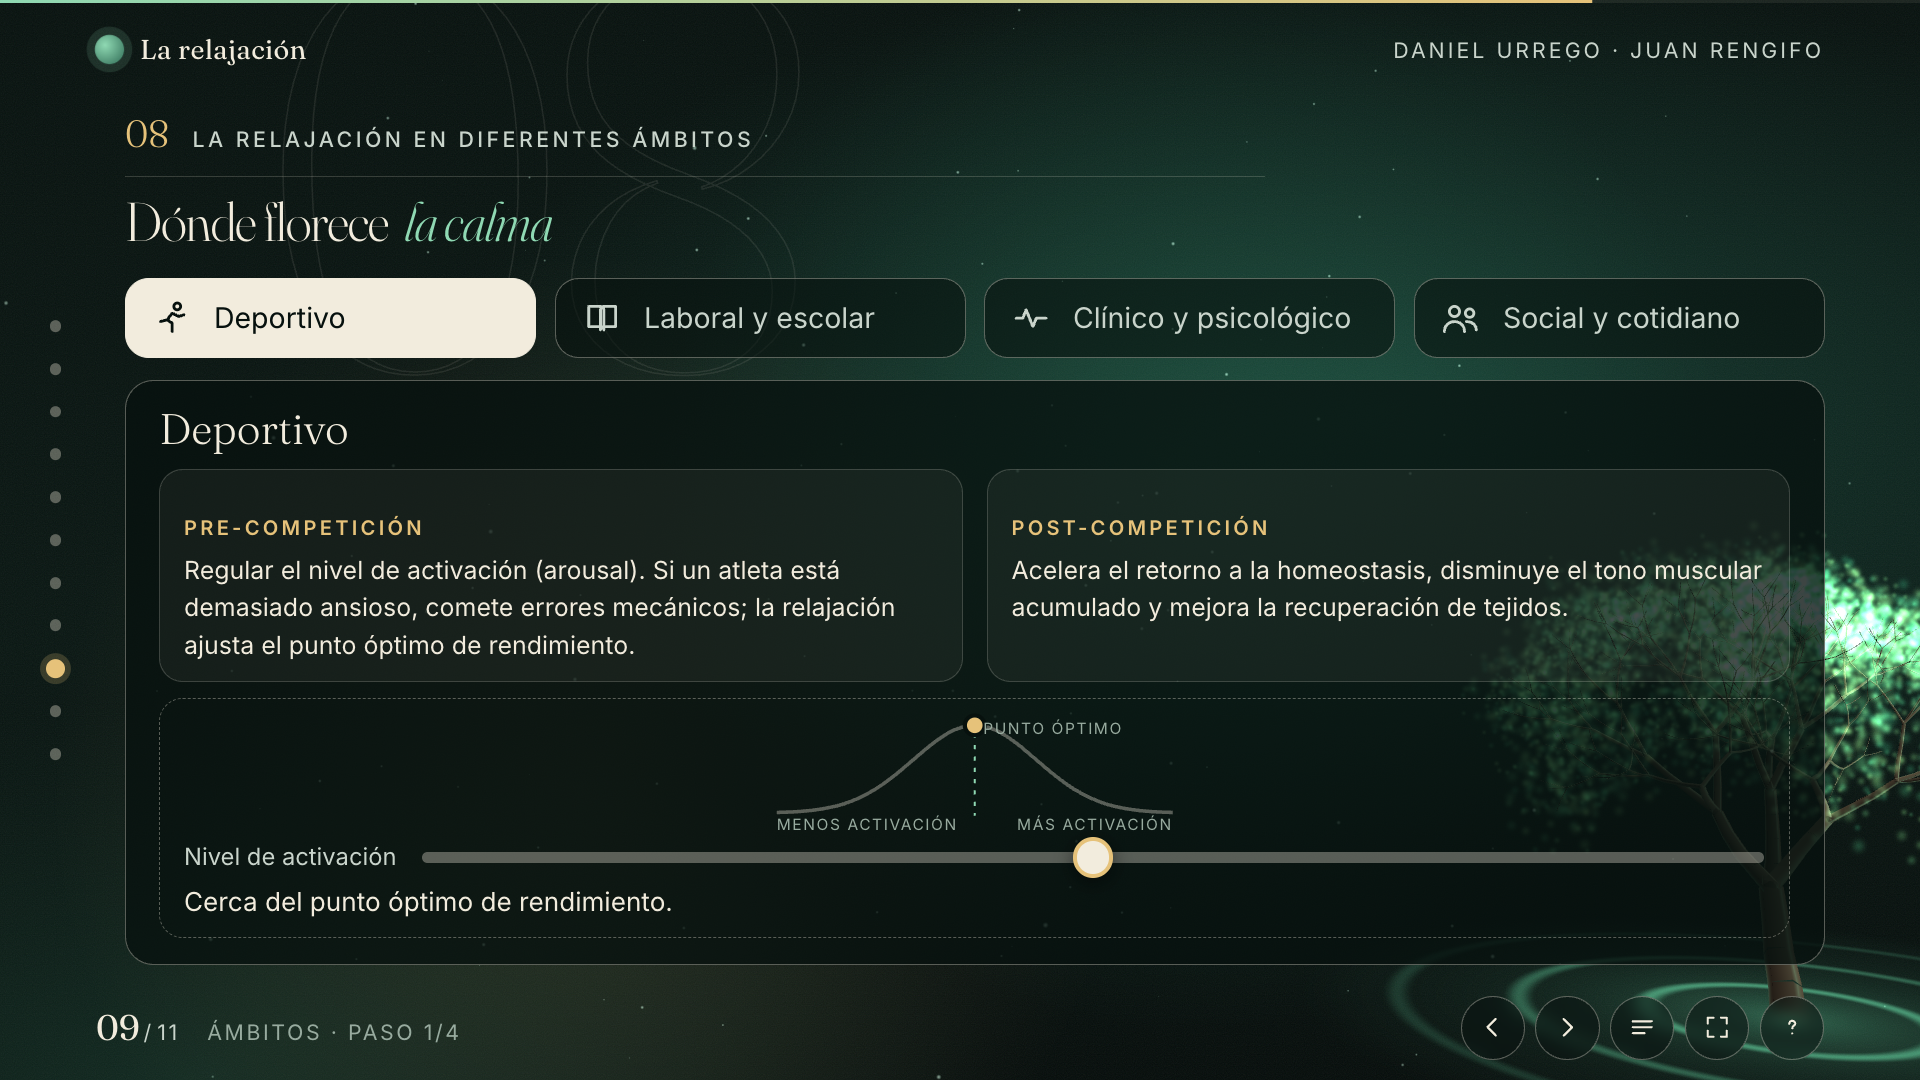 La relajación
DANIEL URREGO · JUAN RENGIFO
08 LA RELAJACIÓN EN DIFERENTES ÁMBITOS
Dónde florece la calma
Deportivo
Laboral y escolar
Clínico y psicológico
Social y cotidiano
Deportivo
PRE-COMPETICIÓN
Regular el nivel de activación (arousal). Si un atleta está
demasiado ansioso, comete errores mecánicos; la relajación
ajusta el punto óptimo de rendimiento.
POST-COMPETICIÓN
Acelera el retorno a la homeostasis, disminuye el tono muscular
acumulado y mejora la recuperación de tejidos.
PUNTO ÓPTIMO
MENOS ACTIVACIÓN
MÁS ACTIVACIÓN
Nivel de activación
Cerca del punto óptimo de rendimiento.
09/11 ÁMBITOS · PASO 1/4
?